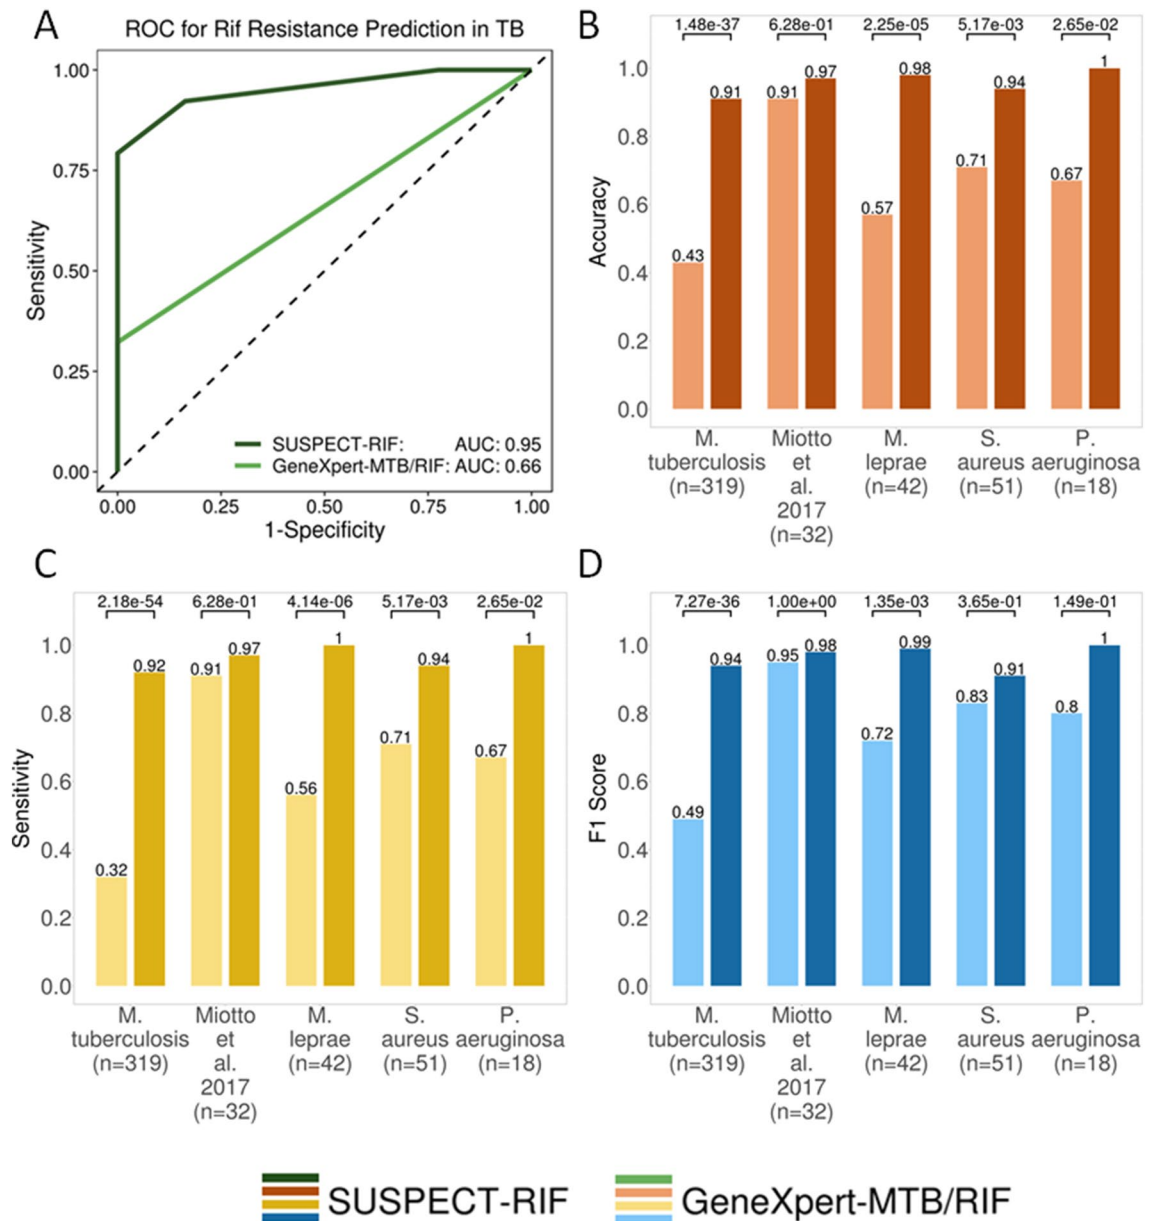 A
ROC for Rif Resistance Prediction in TB
1.00
0.75
0.50
0.25
0.00
Sensitivity
SUSPECT-RIF: AUC: 0.95
GeneXpert-MTB/RIF: AUC: 0.66
0.00 0.25 0.50 0.75 1.00
1-Specificity
B
1.48e-37 6.28e-01 2.25e-05 5.17e-03 2.65e-02
1.0
0.8
0.6
0.4
0.2
0.0
Accuracy
0.43 0.91 0.91 0.97 0.57 0.98 0.71 0.94 0.67 1
M. tuberculosis (n=319)
Miotto et al. 2017 (n=32)
M. leprae (n=42)
S. aureus (n=51)
P. aeruginosa (n=18)
C
2.18e-54 6.28e-01 4.14e-06 5.17e-03 2.65e-02
1.0
0.8
0.6
0.4
0.2
0.0
Sensitivity
0.32 0.92 0.91 0.97 0.56 1 0.71 0.94 0.67 1
M. tuberculosis (n=319)
Miotto et al. 2017 (n=32)
M. leprae (n=42)
S. aureus (n=51)
P. aeruginosa (n=18)
D
7.27e-36 1.00e+00 1.35e-03 3.65e-01 1.49e-01
1.0
0.8
0.6
0.4
0.2
0.0
F1 Score
0.49 0.94 0.95 0.98 0.72 0.99 0.83 0.91 0.8 1
M. tuberculosis (n=319)
Miotto et al. 2017 (n=32)
M. leprae (n=42)
S. aureus (n=51)
P. aeruginosa (n=18)
SUSPECT-RIF
GeneXpert-MTB/RIF